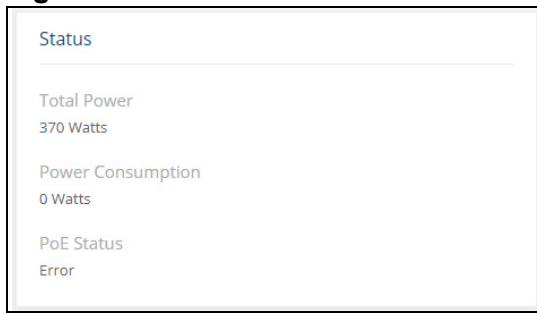 Status
Total Power
370 Watts
Power Consumption
0 Watts
PoE Status
Error